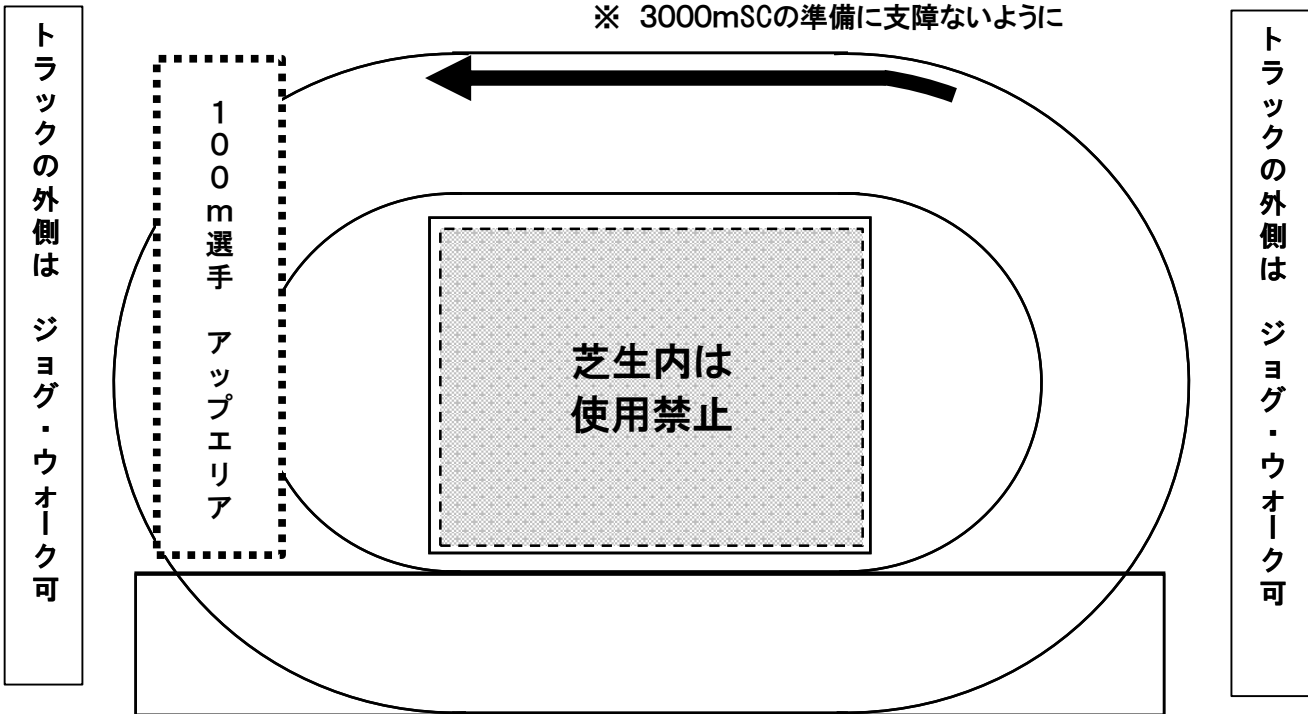 ※ 3000mSCの準備に支障ないように
トラックの外側は ジョグ・ウオーク可
100m選手 アップエリア
芝生内は
使用禁止
トラックの外側は ジョグ・ウオーク可